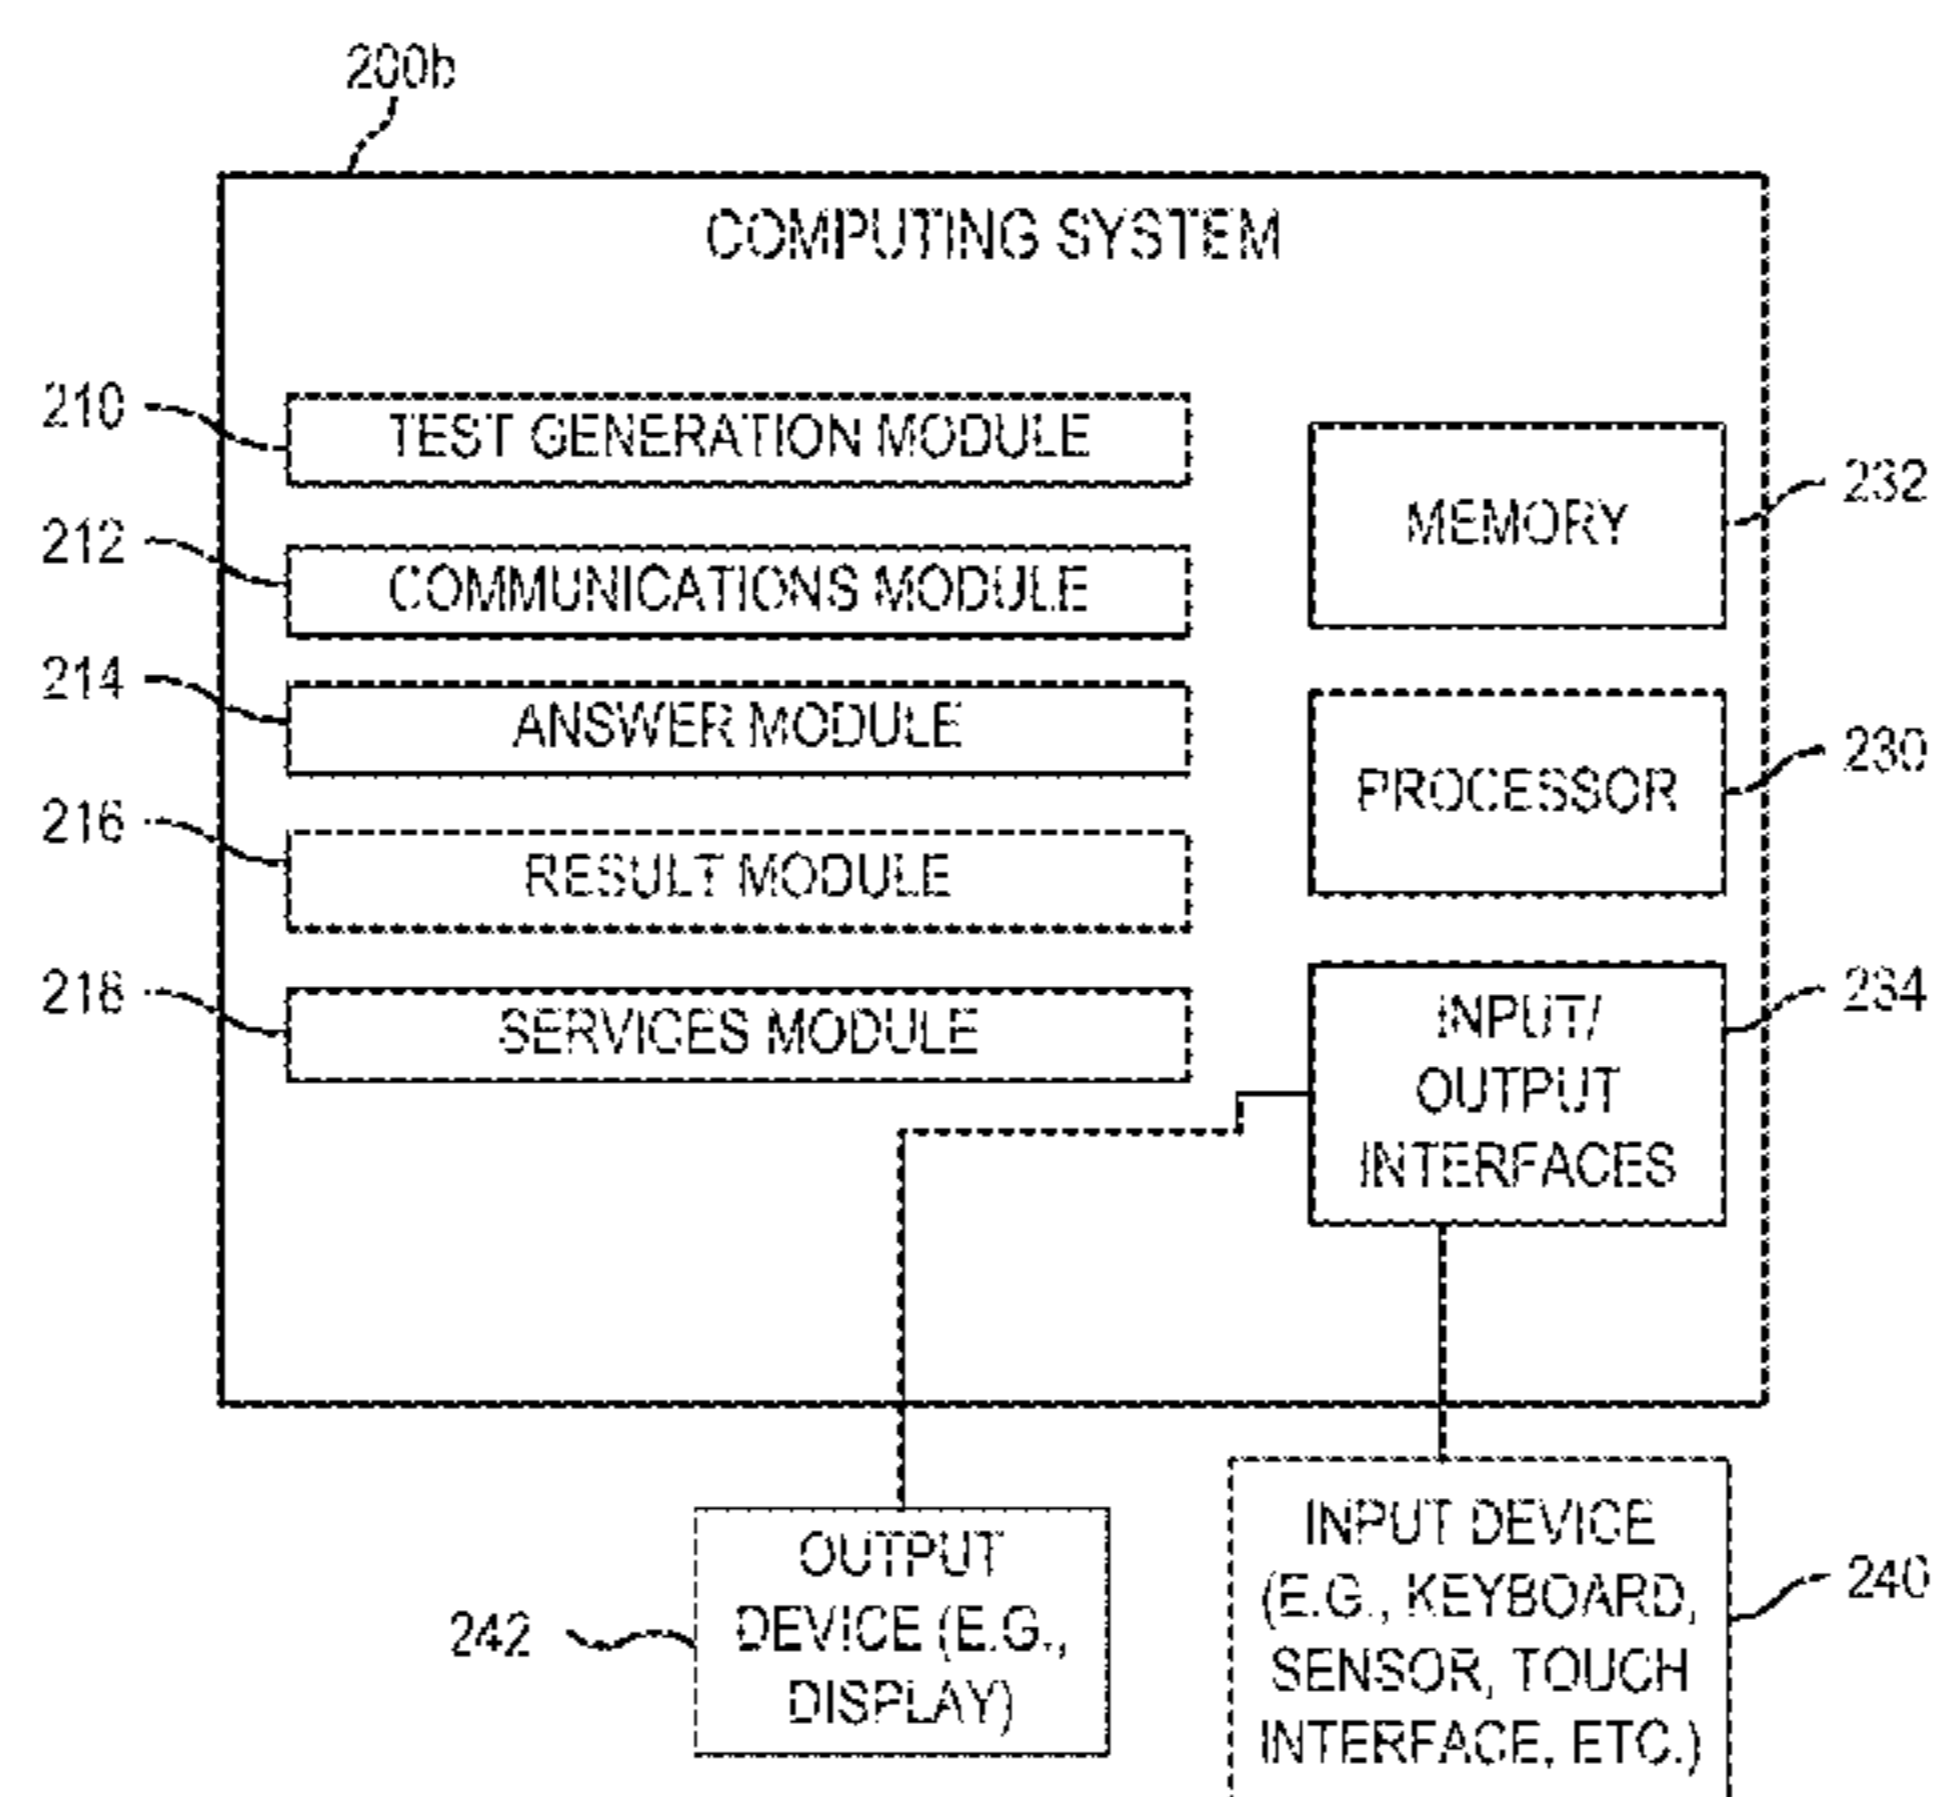 200b
COMPUTING SYSTEM
210
TEST GENERATION MODULE
212
COMMUNICATIONS MODULE
214
ANSWER MODULE
216
RESULT MODULE
218
SERVICES MODULE
MEMORY
232
PROCESSOR
230
INPUT/
OUTPUT
INTERFACES
234
242
OUTPUT
DEVICE (E.G.,
DISPLAY)
INPUT DEVICE
(E.G., KEYBOARD,
SENSOR, TOUCH
INTERFACE, ETC.)
240